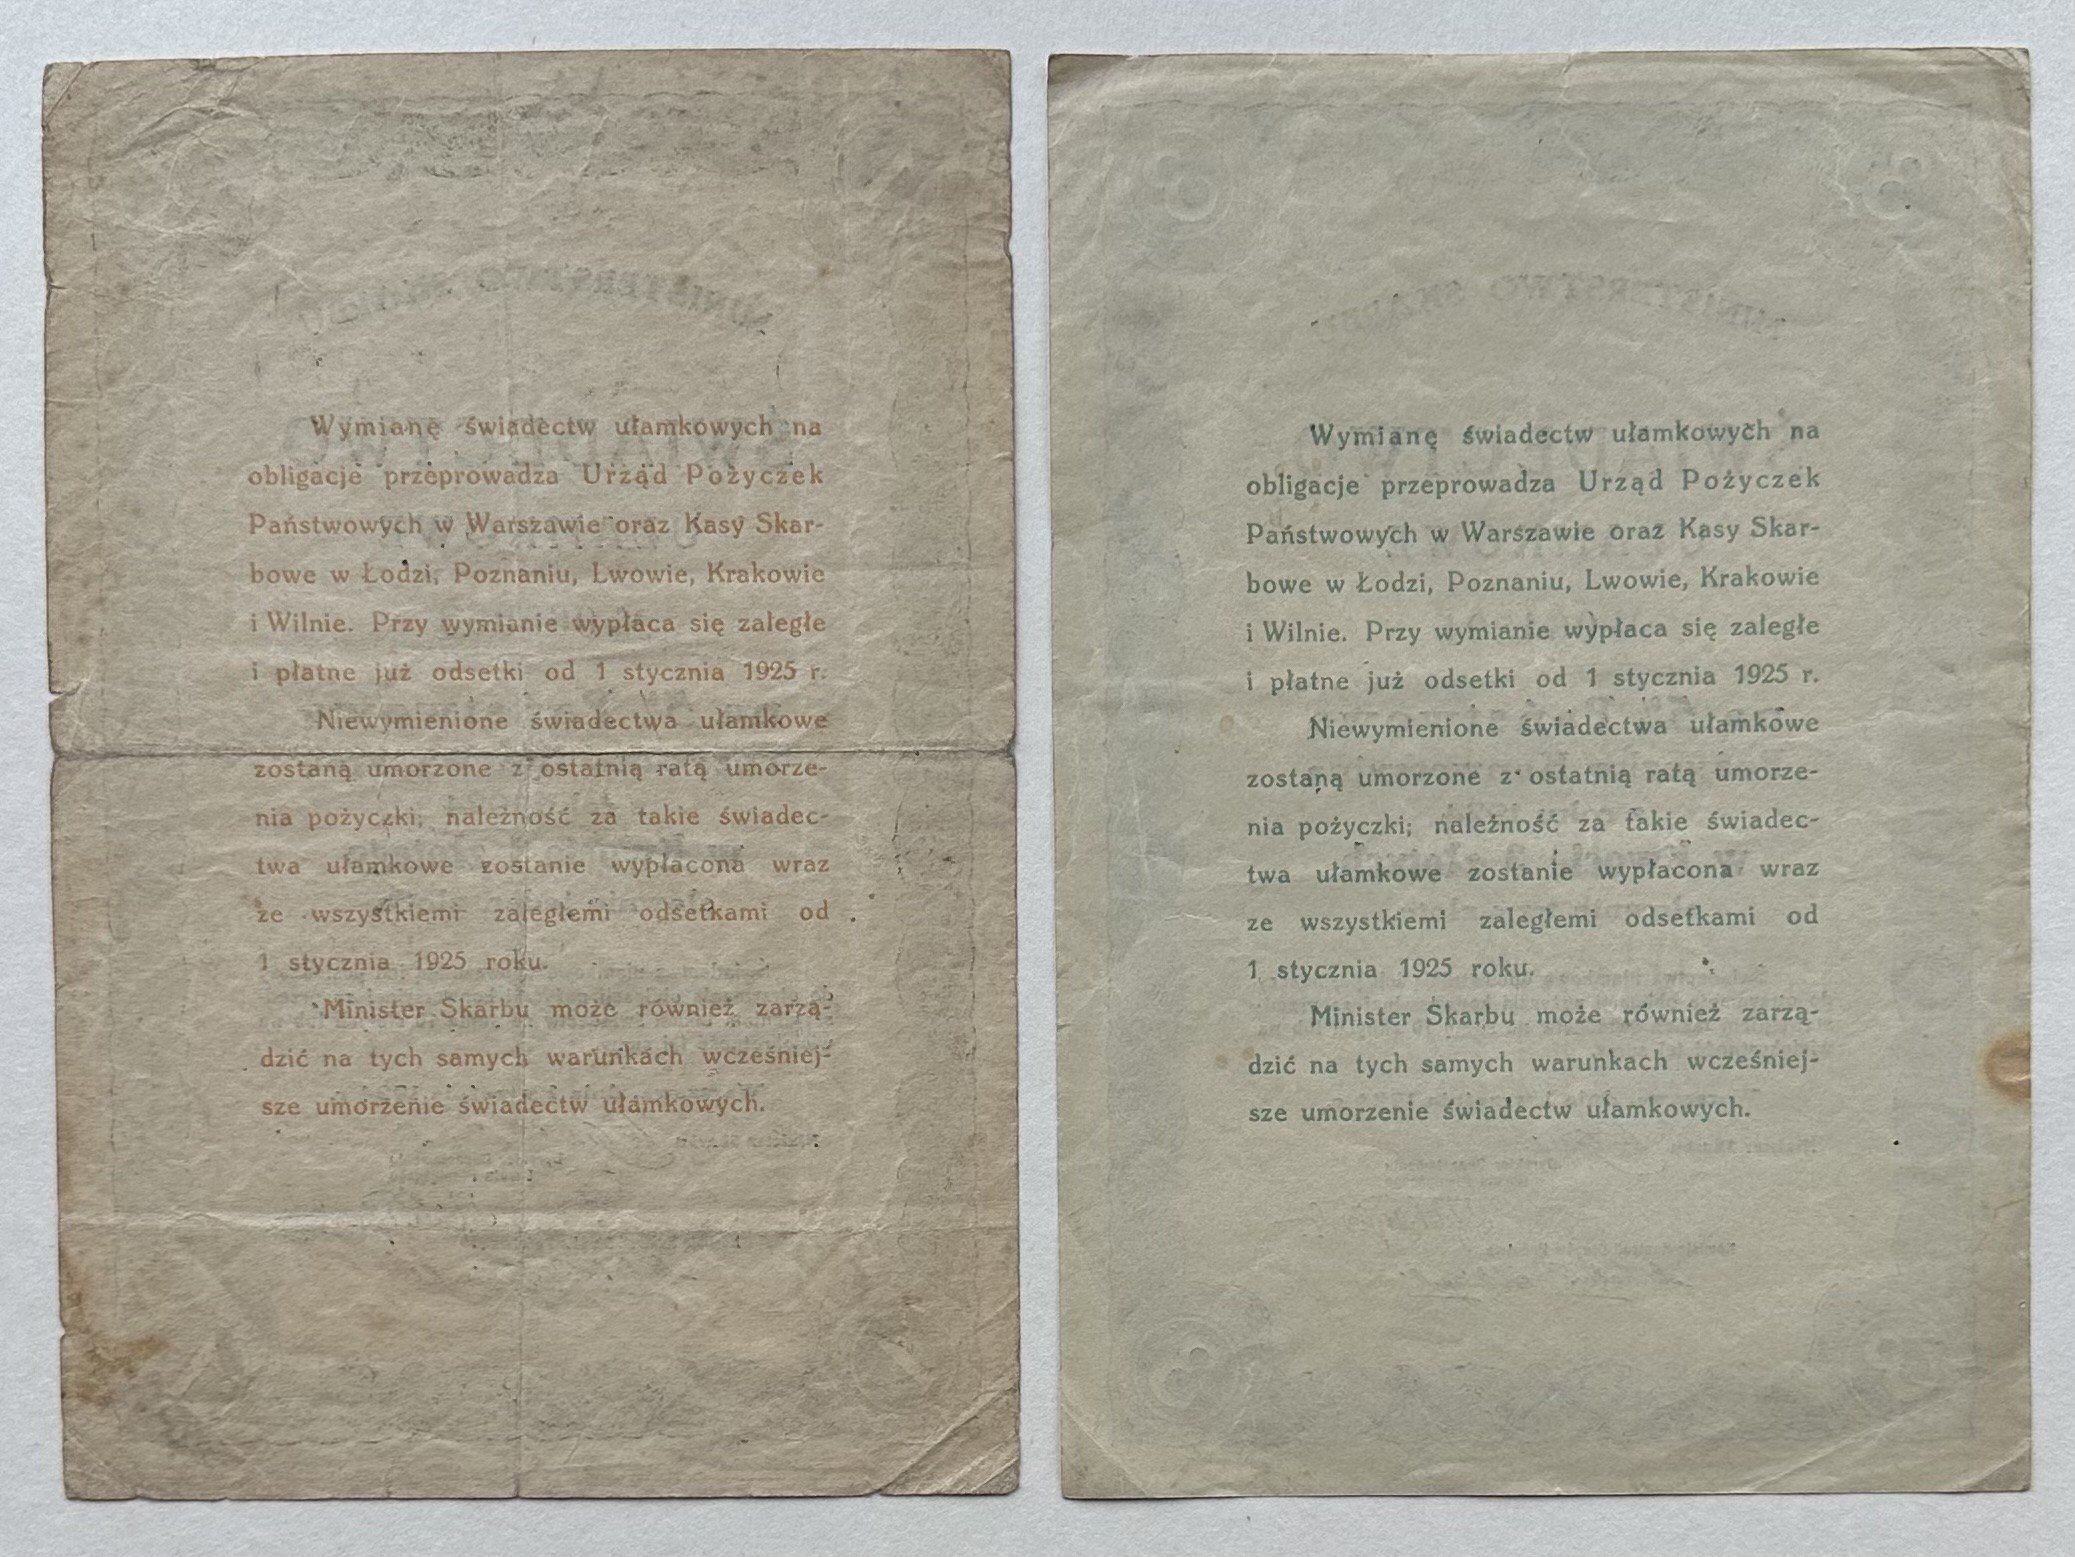 Wymianę świadectw ułamkowych na
obligacje przeprowadza Urząd Pożyczek
Państwowych w Warszawie oraz Kasy Skar-
bowe w Łodzi, Poznaniu, Lwowie, Krakowie
i Wilnie. Przy wymianie wypłaca się zaległe
i płatne już odsetki od 1 stycznia 1925 r.
Niewymienione świadectwa ułamkowe
zostaną umorzone z ostatnią ratą umorze-
nia pożyczki; należność za takie świadec-
twa ułamkowe zostanie wypłacona wraz
ze wszystkiemi zaległemi odsetkami od
1 stycznia 1925 roku.
Minister Skarbu może również zarzą-
dzić na tych samych warunkach wcześniej-
sze umorzenie świadectw ułamkowych.
Wymianę świadectw ułamkowych na
obligacje przeprowadza Urząd Pożyczek
Państwowych w Warszawie oraz Kasy Skar-
bowe w Łodzi, Poznaniu, Lwowie, Krakowie
i Wilnie. Przy wymianie wypłaca się zaległe
i płatne już odsetki od 1 stycznia 1925 r.
Niewymienione świadectwa ułamkowe
zostaną umorzone z ostatnią ratą umorze-
nia pożyczki; należność za takie świadec-
twa ułamkowe zostanie wypłacona wraz
ze wszystkiemi zaległemi odsetkami od
1 stycznia 1925 roku.
Minister Skarbu może również zarzą-
dzić na tych samych warunkach wcześniej-
sze umorzenie świadectw ułamkowych.